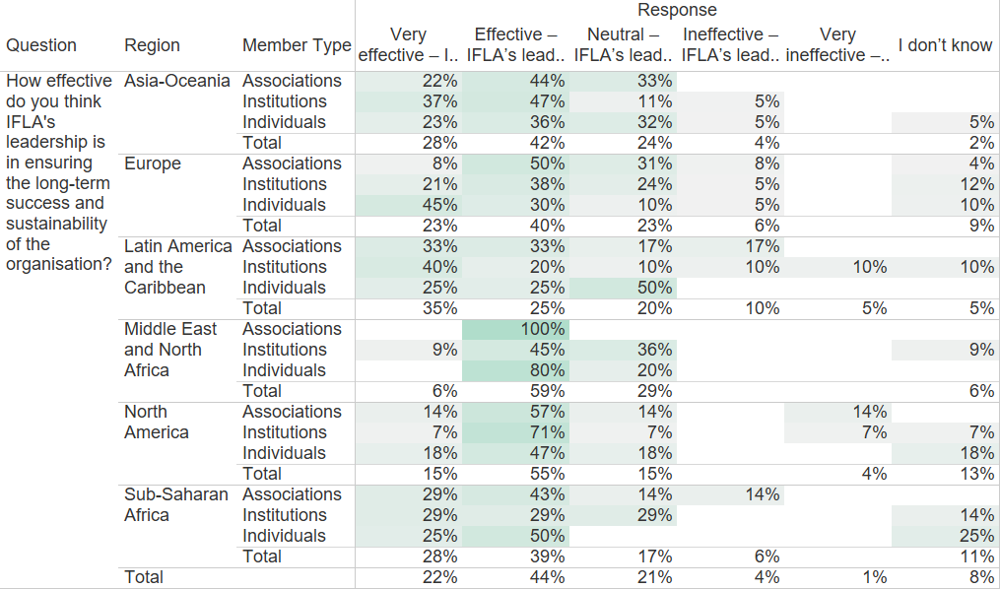 Response
Question Region Member Type Very effective – I.. Effective – IFLA’s lead.. Neutral – IFLA’s lead.. Ineffective – IFLA’s lead.. Very ineffective –.. I don’t know
How effective Asia-Oceania Associations 22% 44% 33%
do you think Institutions 37% 47% 11% 5%
IFLA's Individuals 23% 36% 32% 5% 5%
leadership is Total 28% 42% 24% 4% 2%
in ensuring Europe Associations 8% 50% 31% 8% 4%
the long-term Institutions 21% 38% 24% 5% 12%
success and Individuals 45% 30% 10% 5% 10%
sustainability Total 23% 40% 23% 6% 9%
of the Latin America Associations 33% 33% 17% 17%
organisation? and the Institutions 40% 20% 10% 10% 10% 10%
Caribbean Individuals 25% 25% 50%
Total 35% 25% 20% 10% 5% 5%
Middle East Associations 100%
and North Institutions 9% 45% 36% 9%
Africa Individuals 80% 20%
Total 6% 59% 29% 6%
North Associations 14% 57% 14% 14%
America Institutions 7% 71% 7% 7% 7%
Individuals 18% 47% 18% 18%
Total 15% 55% 15% 4% 13%
Sub-Saharan Associations 29% 43% 14% 14%
Africa Institutions 29% 29% 29% 14%
Individuals 25% 50% 25%
Total 28% 39% 17% 6% 11%
Total 22% 44% 21% 4% 1% 8%